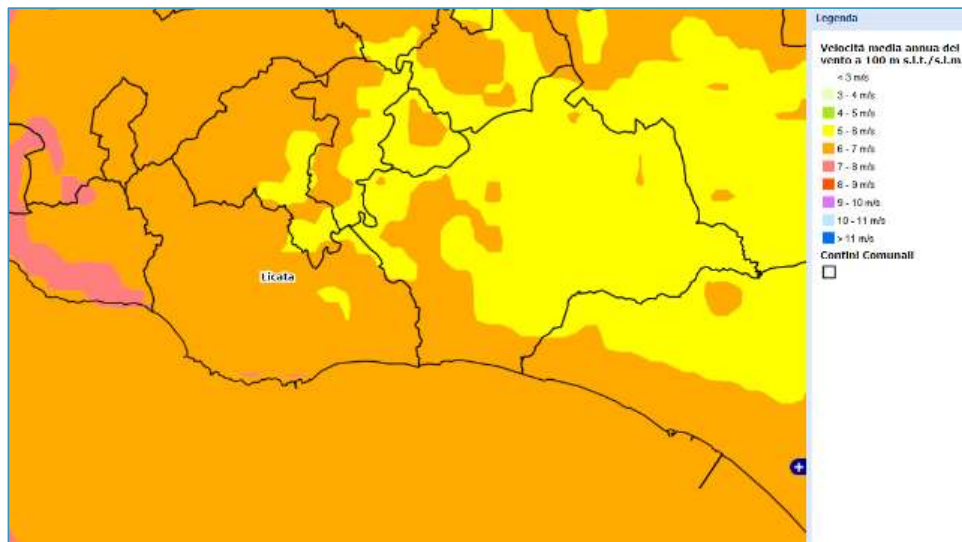 Legenda
Velocità media annua del
vento a 100 m s.l.t./s.l.m.
< 3 m/s
3 - 4 m/s
4 - 5 m/s
5 - 6 m/s
6 - 7 m/s
7 - 8 m/s
8 - 9 m/s
9 - 10 m/s
10 - 11 m/s
> 11 m/s
Confini Comunali
Licata